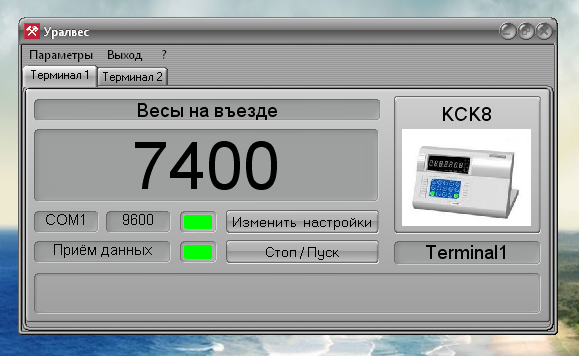 Уралвес
Параметры Выход ?
Терминал 1 Терминал 2
Весы на въезде
КСК8
7400
COM1 9600 Изменить настройки
Приём данных Стоп / Пуск
Terminal1